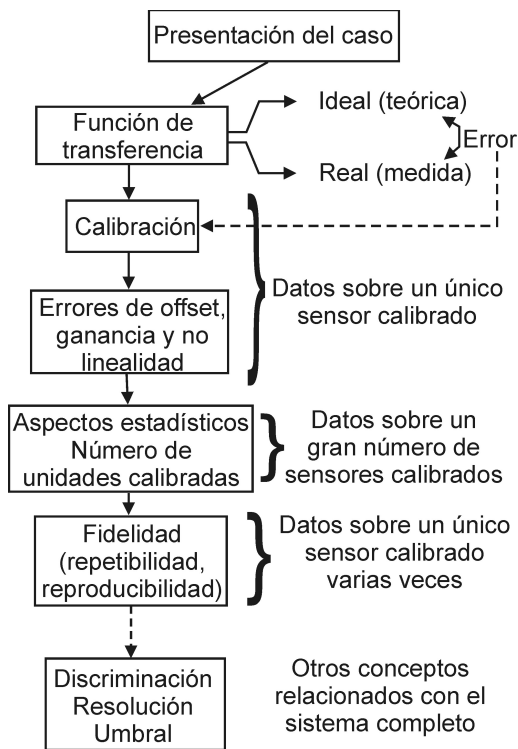 Presentación del caso
Función de
transferencia
Ideal (teórica)
Error
Real (medida)
Calibración
Datos sobre un único
sensor calibrado
Errores de offset,
ganancia y no
linealidad
Aspectos estadísticos
Número de
unidades calibradas
Datos sobre un
gran número de
sensores calibrados
Fidelidad
(repetibilidad,
reproducibilidad)
Datos sobre un único
sensor calibrado
varias veces
Discriminación
Resolución
Umbral
Otros conceptos
relacionados con el
sistema completo